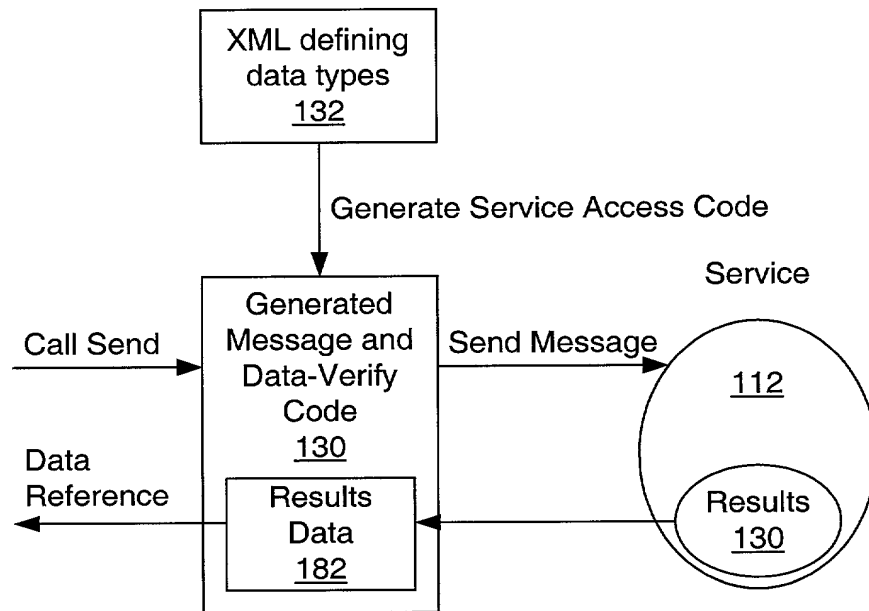 XML defining
data types
132
Generate Service Access Code
Service
Generated
Message and
Data-Verify
Code
130
Call Send
Send Message
112
Data
Reference
Results
Data
182
Results
130